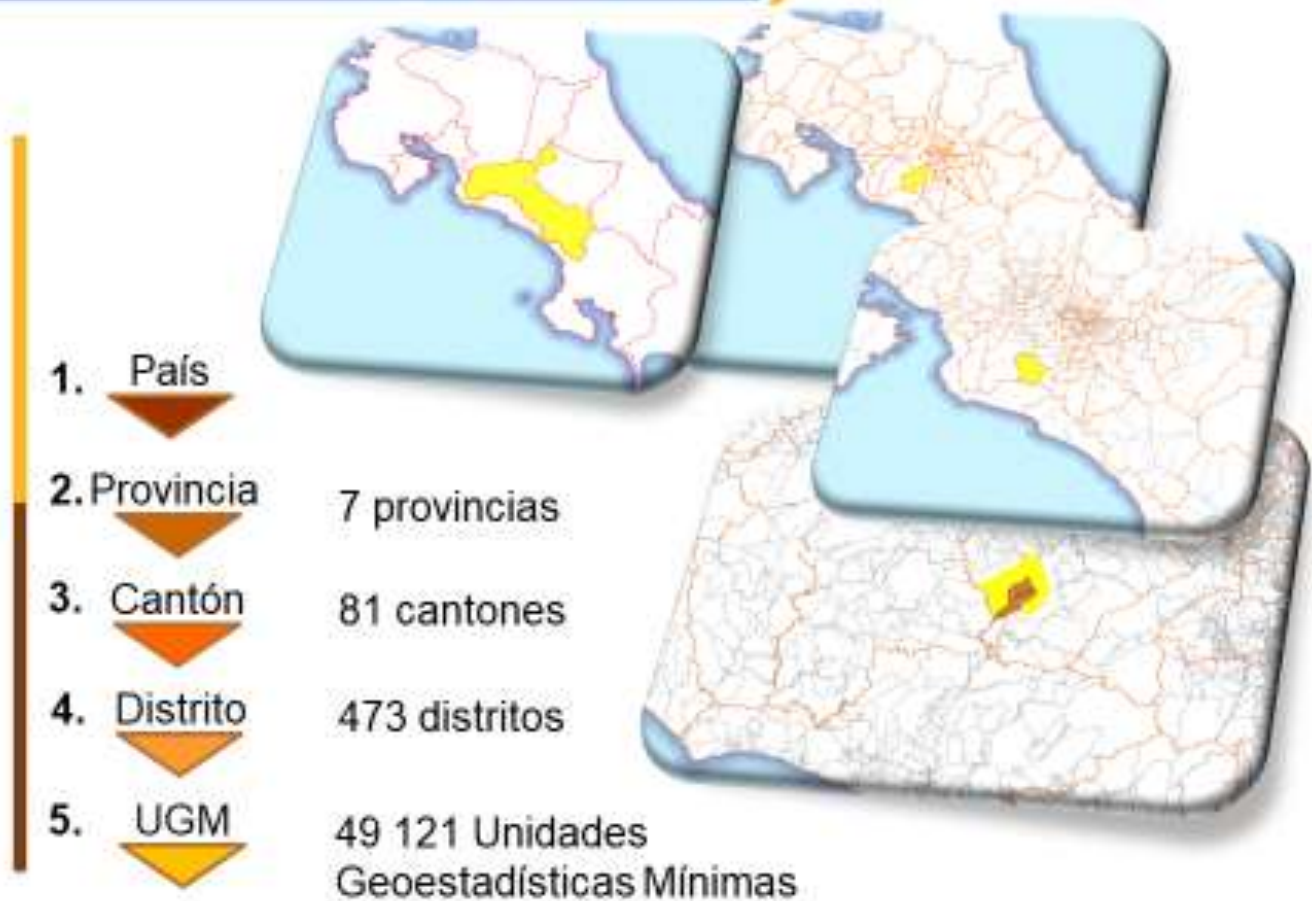 1. País
2. Provincia
7 provincias
3. Cantón
81 cantones
4. Distrito
473 distritos
5. UGM
49 121 Unidades
Geoestadísticas Mínimas